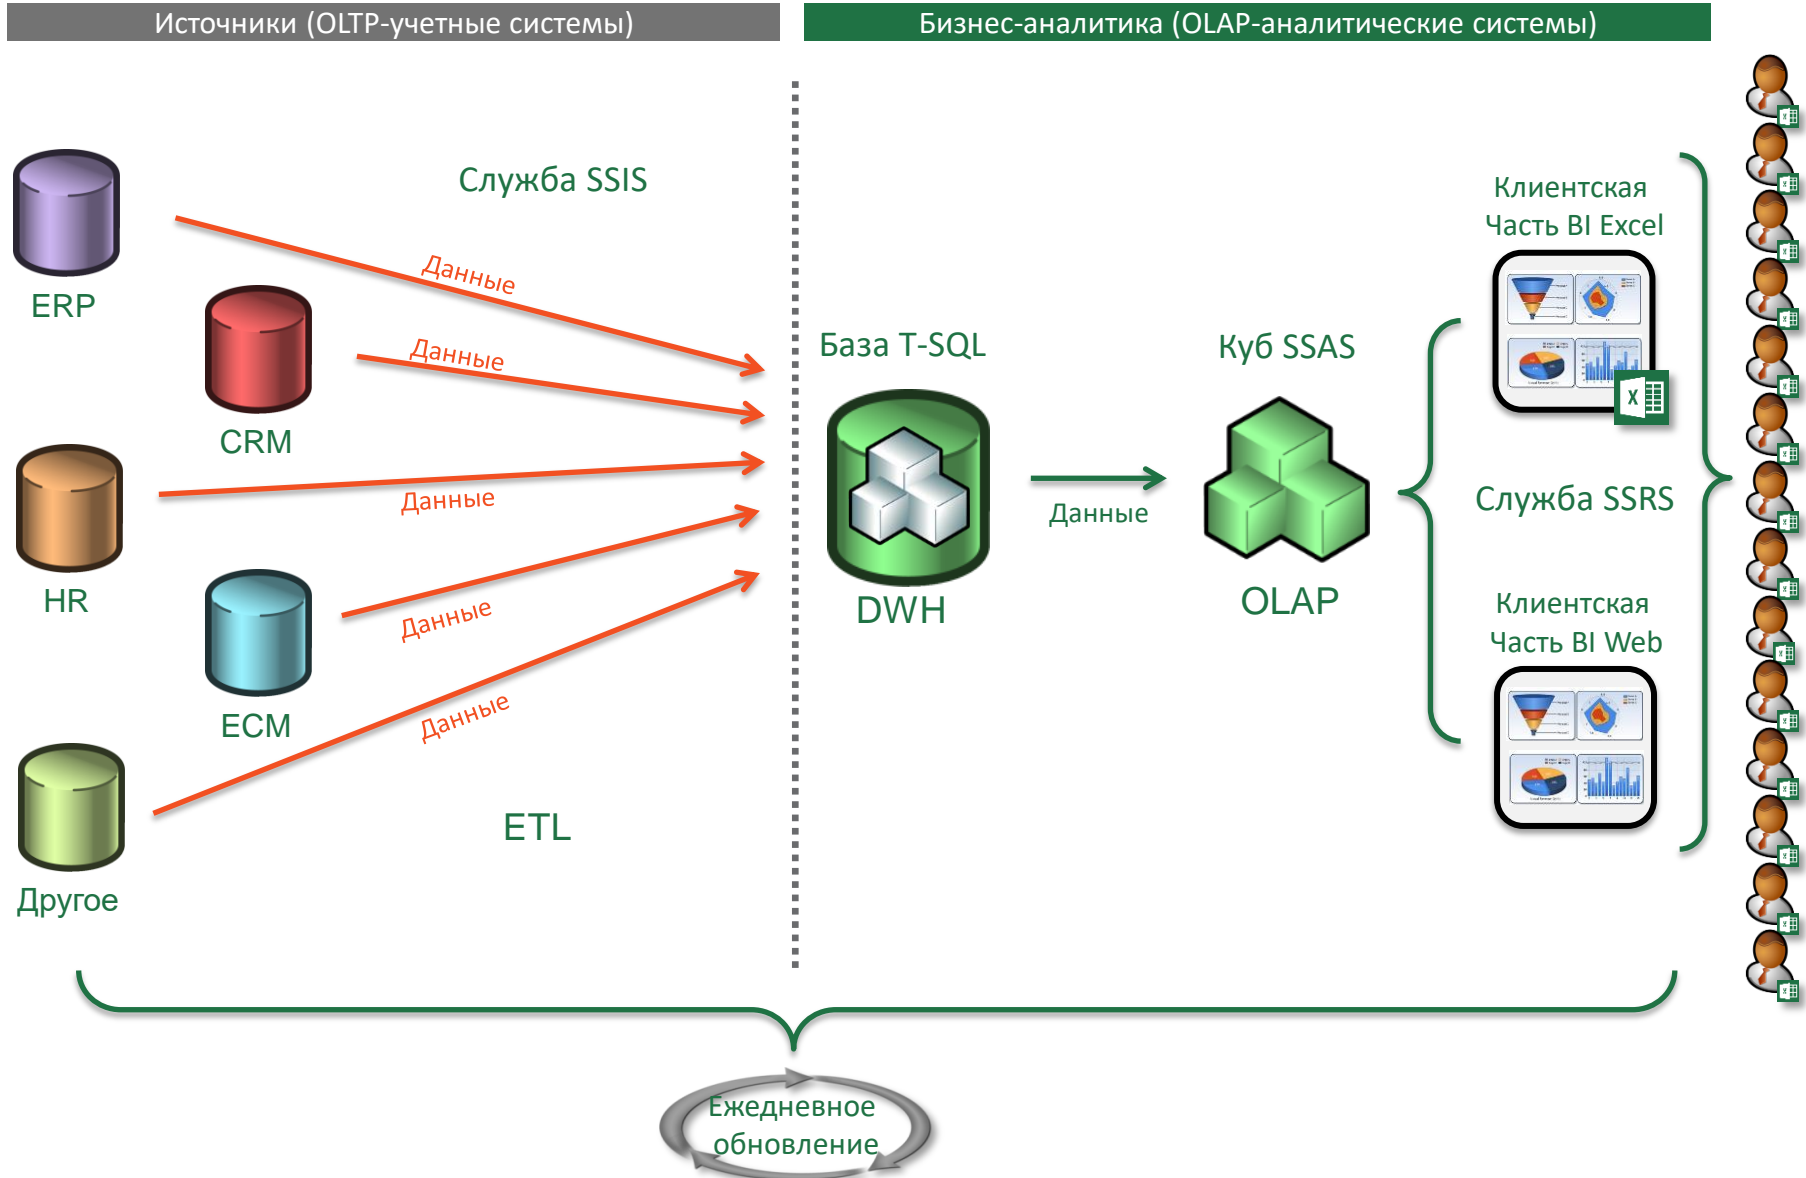 Источники (OLTP-учетные системы)
Бизнес-аналитика (OLAP-аналитические системы)
Служба SSIS
ERP
Данные
CRM
Данные
HR
Данные
ECM
Данные
Другое
Данные
ETL
База T-SQL
DWH
Данные
Куб SSAS
OLAP
Клиентская
Часть BI Excel
Служба SSRS
Клиентская
Часть BI Web
Ежедневное
обновление